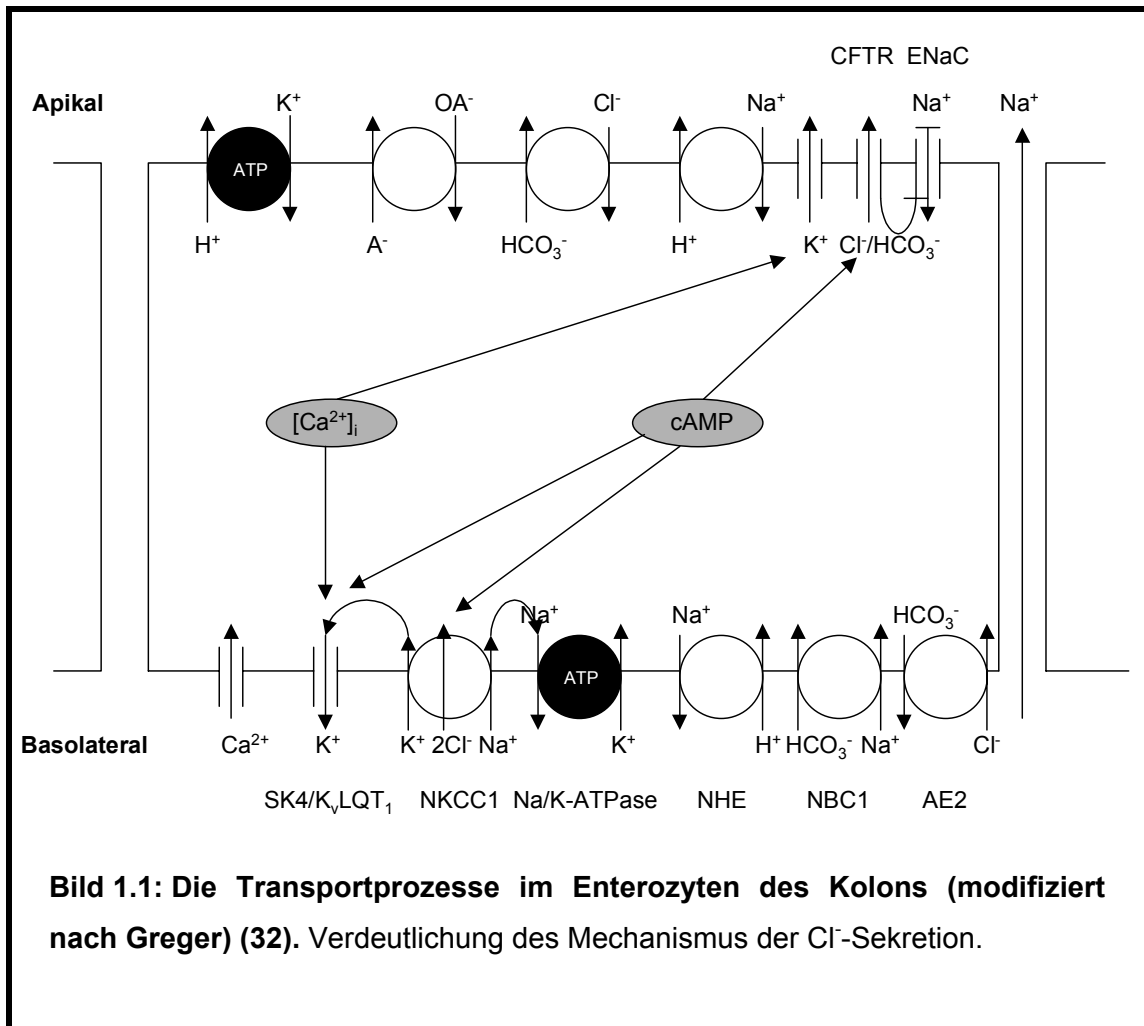 CFTR ENaC
Apikal K⁺ OA⁻ Cl⁻ Na⁺ Na⁺ Na⁺
ATP
H⁺ A⁻ HCO₃⁻ H⁺ K⁺ Cl⁻/HCO₃⁻
[Ca²⁺]ᵢ cAMP
Na⁺ Na⁺ HCO₃⁻
ATP
Basolateral Ca²⁺ K⁺ K⁺ 2Cl⁻ Na⁺ K⁺ H⁺ HCO₃⁻ Na⁺ Cl⁻
SK4/KᵥLQT₁ NKCC1 Na/K-ATPase NHE NBC1 AE2
Bild 1.1: Die Transportprozesse im Enterozyten des Kolons (modifiziert
nach Greger) (32). Verdeutlichung des Mechanismus der Cl⁻-Sekretion.